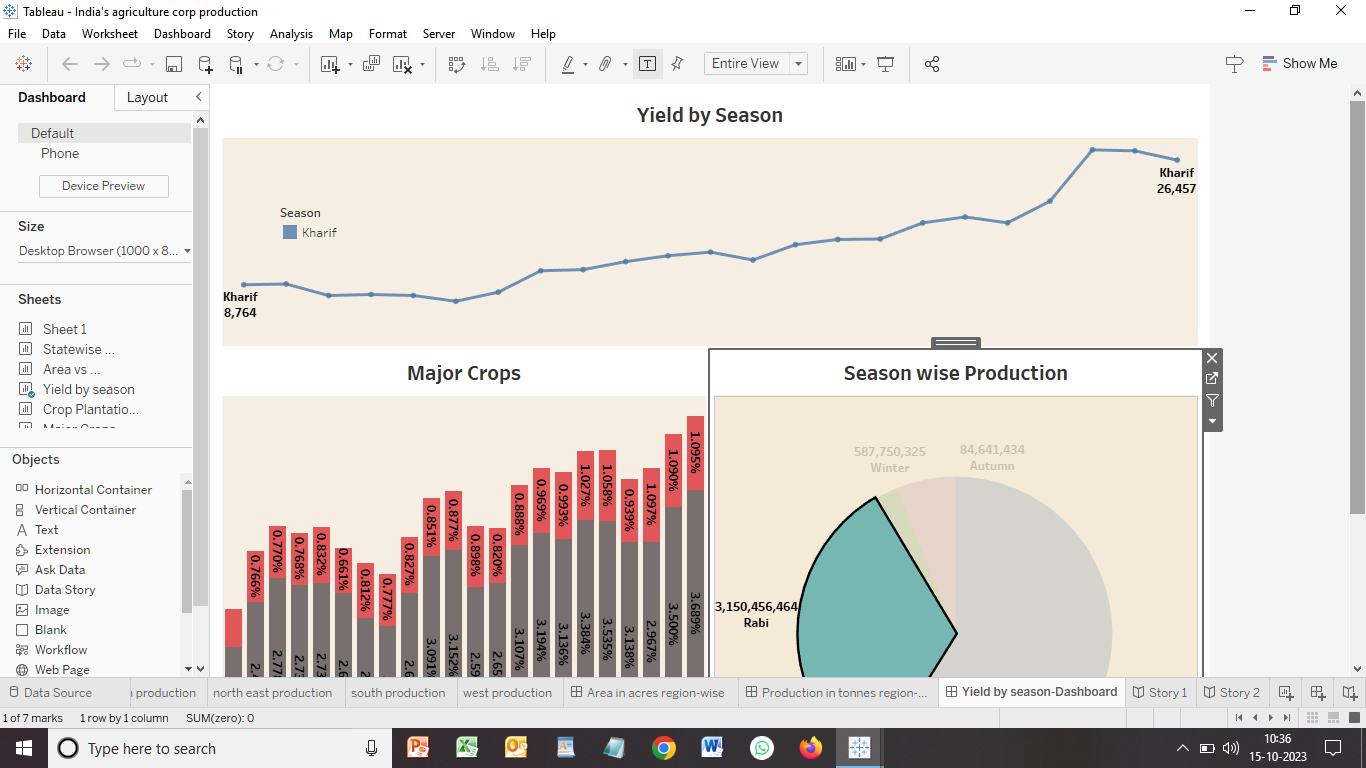 Tableau - India's agriculture corp production
File Data Worksheet Dashboard Story Analysis Map Format Server Window Help
Entire View
Show Me
Dashboard Layout
Default
Phone
Device Preview
Size
Desktop Browser (1000 x 8...
Sheets
Sheet 1
Statewise ...
Area vs ...
Yield by season
Crop Plantatio...
Objects
Horizontal Container
Vertical Container
Text
Extension
Ask Data
Data Story
Image
Blank
Workflow
Web Page
Yield by Season
Season
Kharif
Kharif
8,764
Kharif
26,457
Major Crops
0.766%
0.770%
0.768%
0.832%
0.661%
0.812%
0.777%
0.827%
0.851%
0.877%
0.898%
0.820%
0.888%
0.969%
0.993%
1.027%
1.058%
0.939%
1.097%
1.090%
1.095%
3.091%
3.152%
3.107%
3.194%
3.136%
3.384%
3.535%
3.138%
2.967%
3.500%
3.689%
Season wise Production
587,750,325
Winter
84,641,434
Autumn
3,150,456,464
Rabi
Data Source production north east production south production west production Area in acres region-wise Production in tonnes region-... Yield by season-Dashboard Story 1 Story 2
1 of 7 marks 1 row by 1 column SUM(zero): 0
Type here to search
10:36
15-10-2023